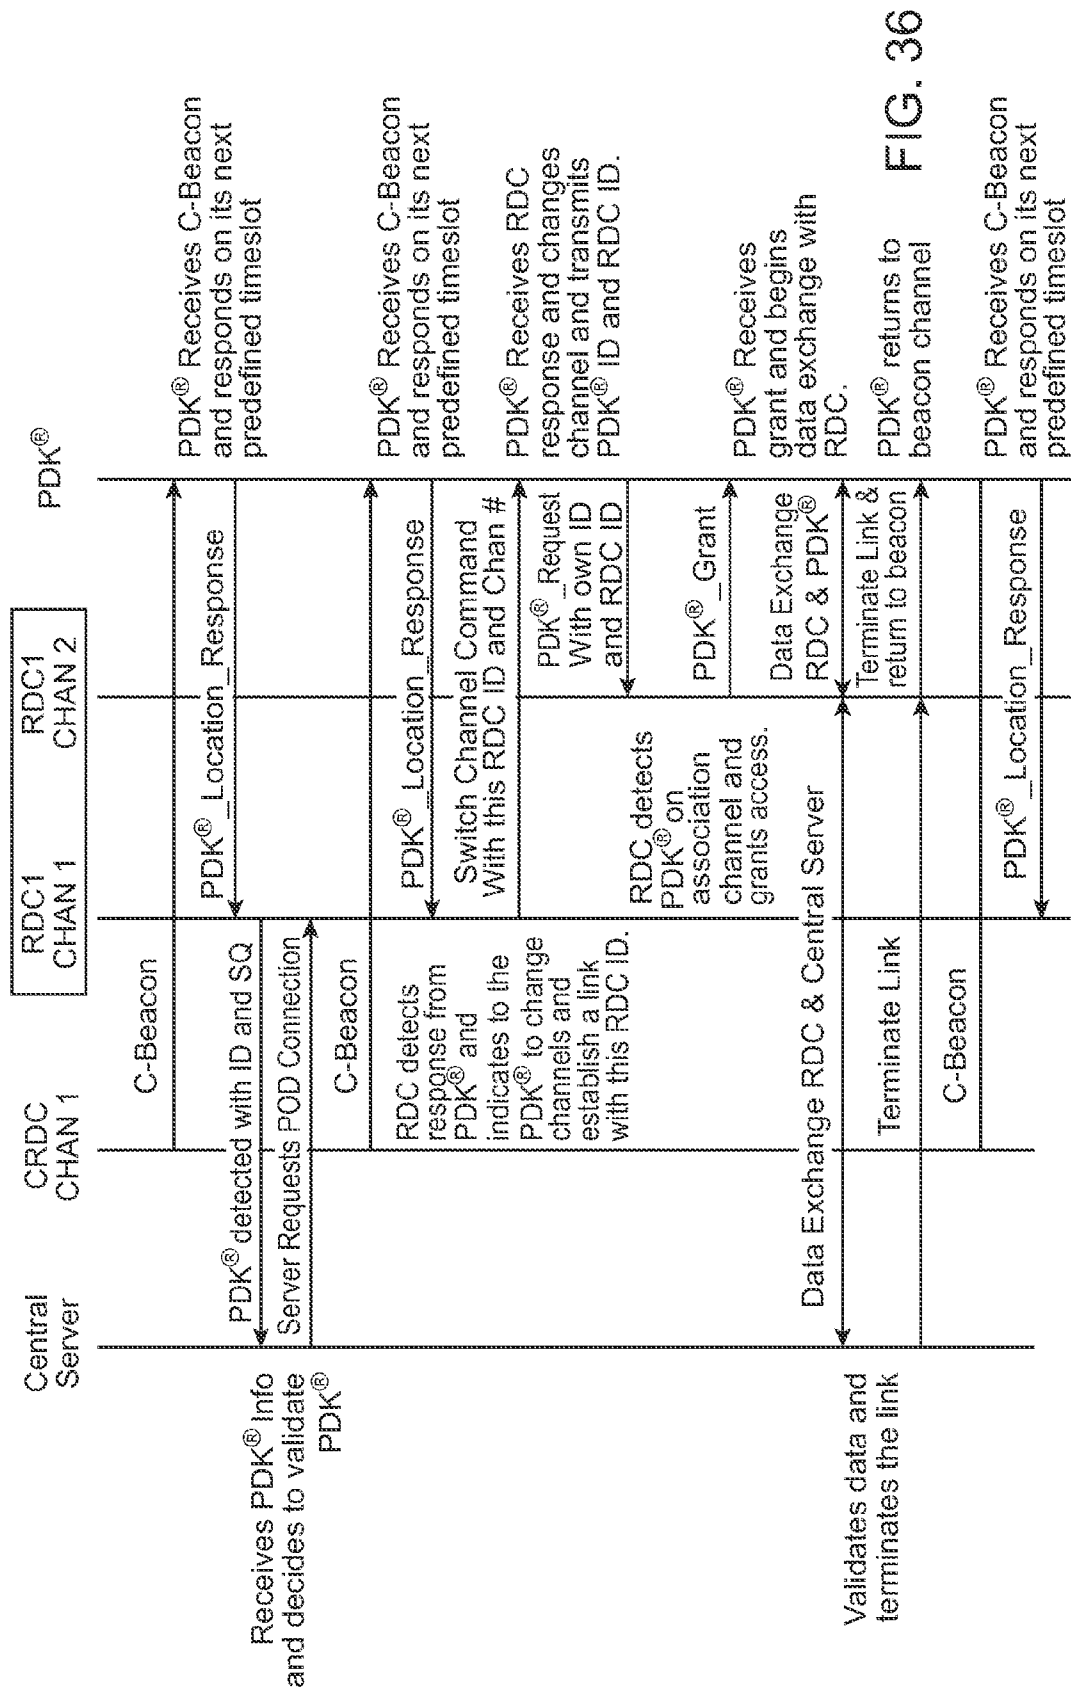 Central
Server
CRDC
CHAN 1
RDC1
CHAN 1
RDC1
CHAN 2
PDK®
C-Beacon
PDK® Receives C-Beacon
and responds on its next
predefined timeslot
PDK®_Location_Response
PDK® detected with ID and SQ
Receives PDK® Info
and decides to validate
PDK®
Server Requests POD Connection
C-Beacon
PDK® Receives C-Beacon
and responds on its next
predefined timeslot
PDK®_Location_Response
RDC detects
response from
PDK® and
indicates to the
PDK® to change
channels and
establish a link
with this RDC ID.
Switch Channel Command
With this RDC ID and Chan #
PDK® Receives RDC
response and changes
channel and transmits
PDK® ID and RDC ID.
PDK®_Request
With own ID
and RDC ID
RDC detects
PDK® on
association
channel and
grants access.
PDK®_Grant
PDK® Receives
grant and begins
data exchange with
RDC.
Data Exchange
RDC & PDK®
Data Exchange RDC & Central Server
Validates data and
terminates the link
Terminate Link
Terminate Link &
return to beacon
PDK® returns to
beacon channel
C-Beacon
PDK® Receives C-Beacon
and responds on its next
predefined timeslot
PDK®_Location_Response
FIG. 36